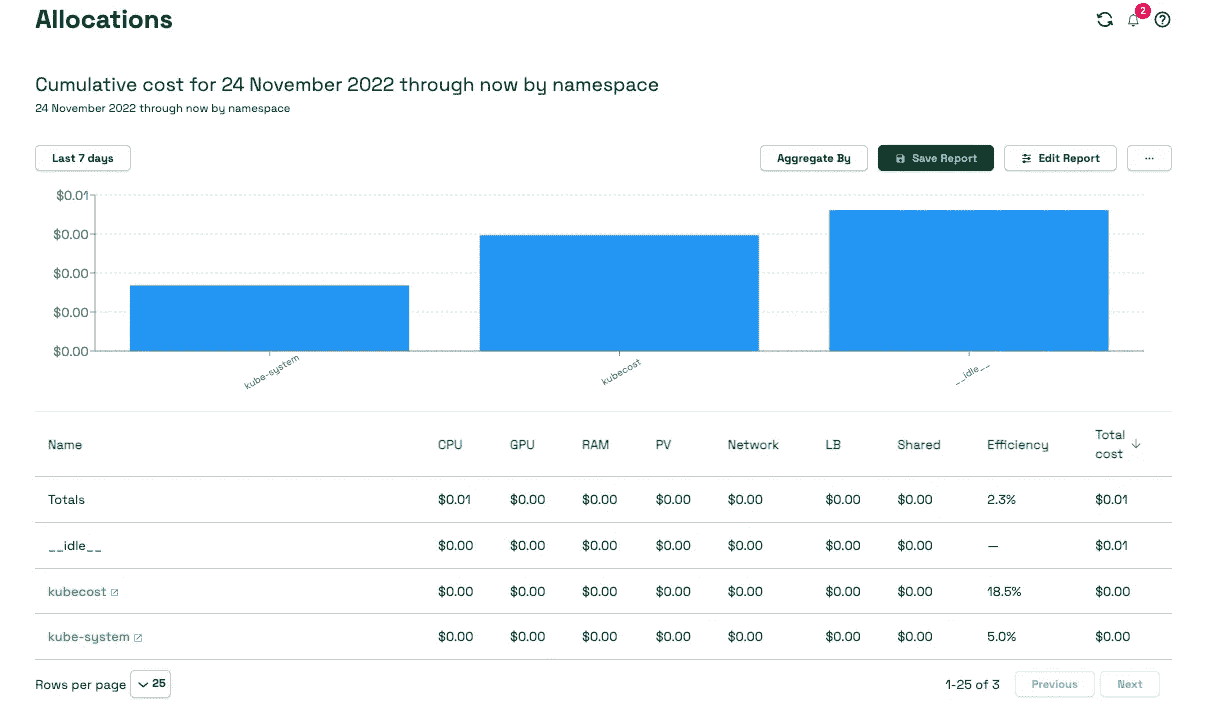 Allocations
2
Cumulative cost for 24 November 2022 through now by namespace
24 November 2022 through now by namespace
Last 7 days
Aggregate By
Save Report
Edit Report
...
$0.01
$0.00
$0.00
$0.00
$0.00
kube-system
kubecost
__idle__
Name CPU GPU RAM PV Network LB Shared Efficiency Total cost
Totals $0.01 $0.00 $0.00 $0.00 $0.00 $0.00 $0.00 2.3% $0.01
__idle__ $0.00 $0.00 $0.00 $0.00 $0.00 $0.00 $0.00 — $0.01
kubecost $0.00 $0.00 $0.00 $0.00 $0.00 $0.00 $0.00 18.5% $0.00
kube-system $0.00 $0.00 $0.00 $0.00 $0.00 $0.00 $0.00 5.0% $0.00
Rows per page 25 1-25 of 3 Previous Next